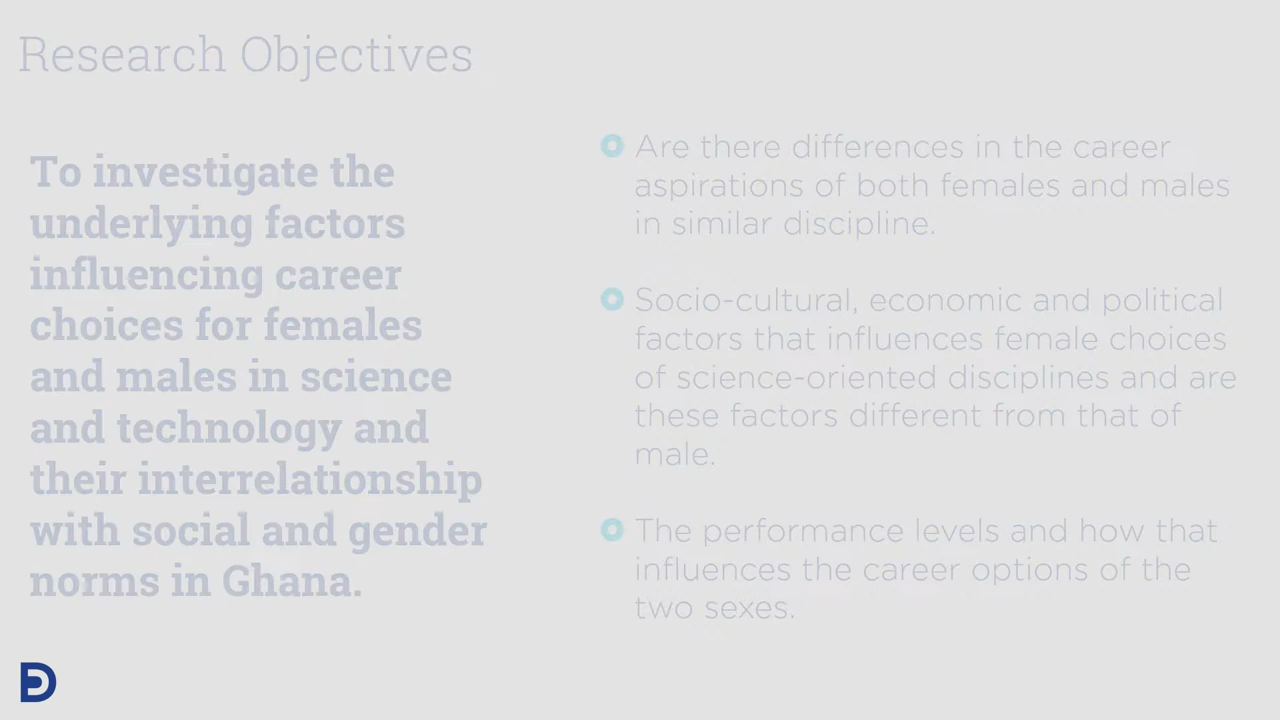 Research Objectives
To investigate the
underlying factors
influencing career
choices for females
and males in science
and technology and
their interrelationship
with social and gender
norms in Ghana.
Are there differences in the career
aspirations of both females and males
in similar discipline.
Socio-cultural, economic and political
factors that influences female choices
of science-oriented disciplines and are
these factors different from that of
male.
The performance levels and how that
influences the career options of the
two sexes.
D